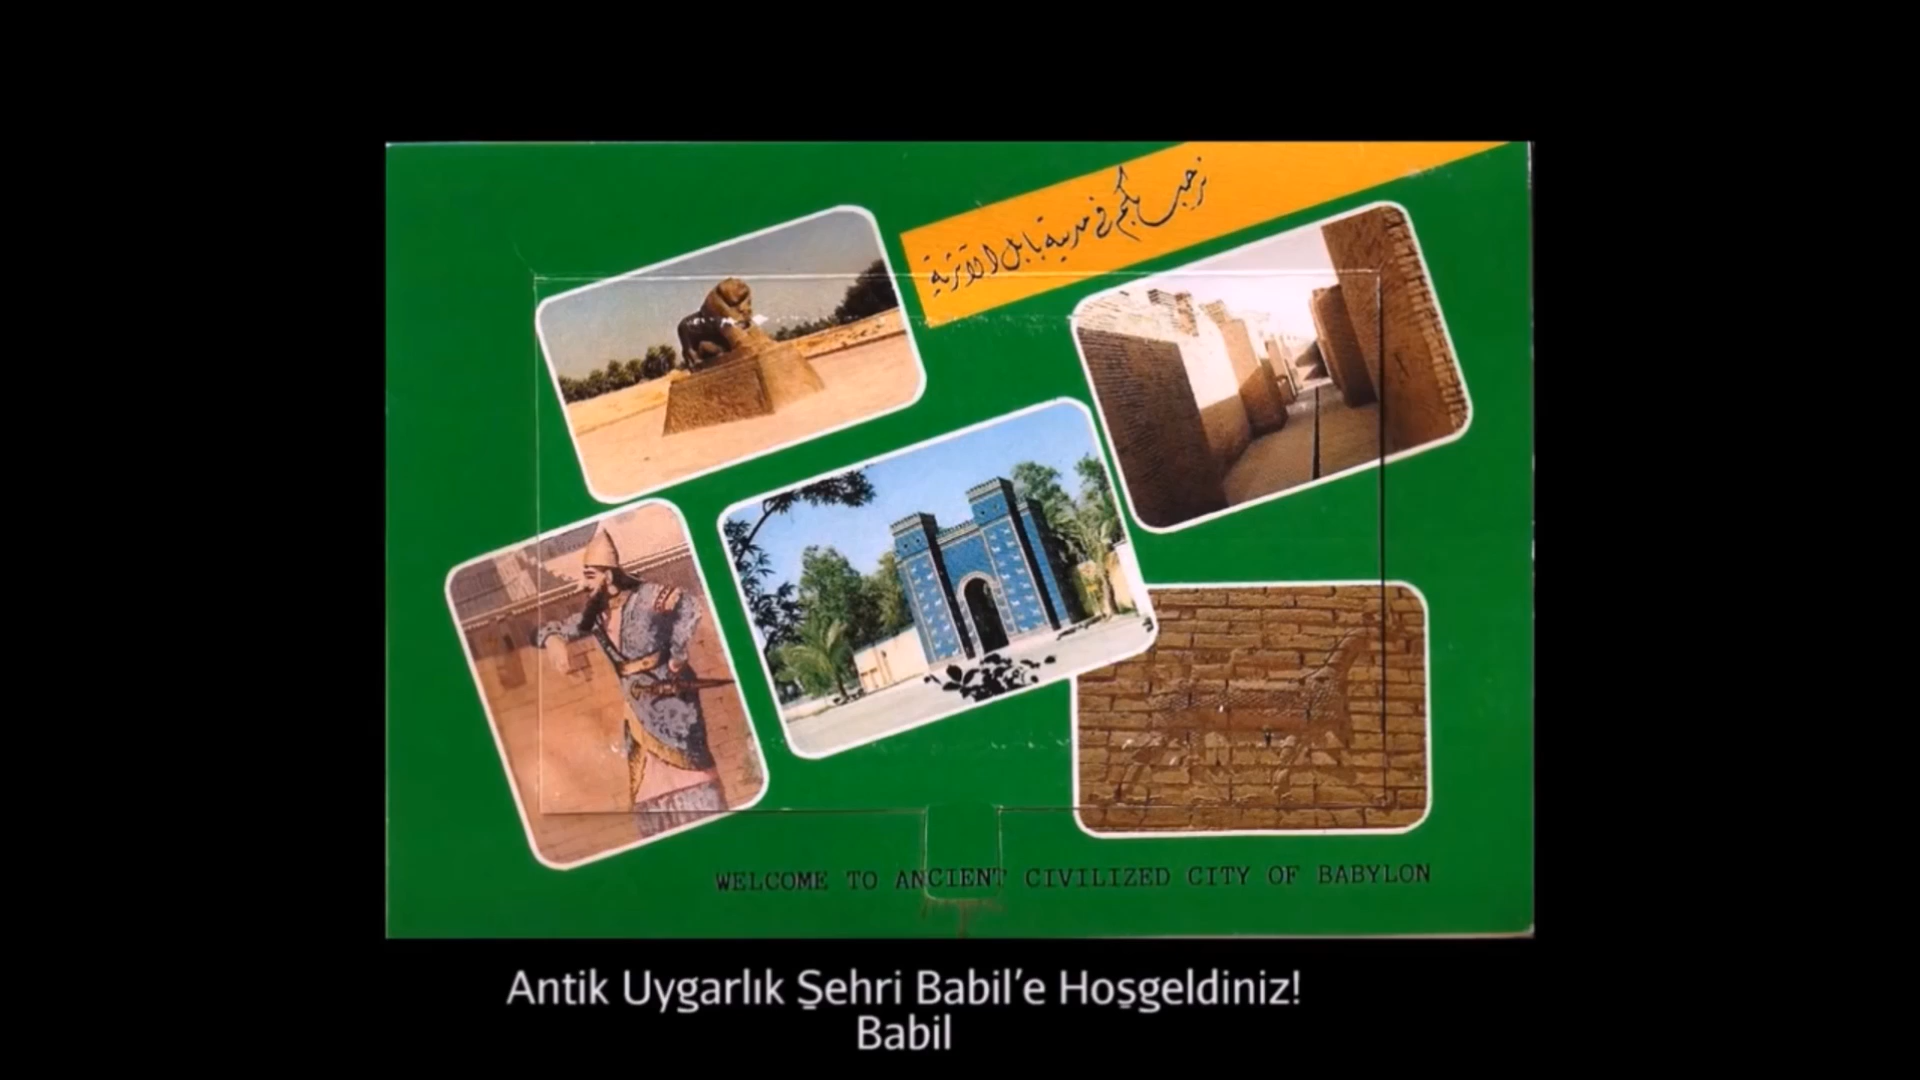 نرحب بكم في مدينة بابل الاثرية
WELCOME TO ANCIENT CIVILIZED CITY OF BABYLON
Antik Uygarlık Şehri Babil'e Hoşgeldiniz!
Babil